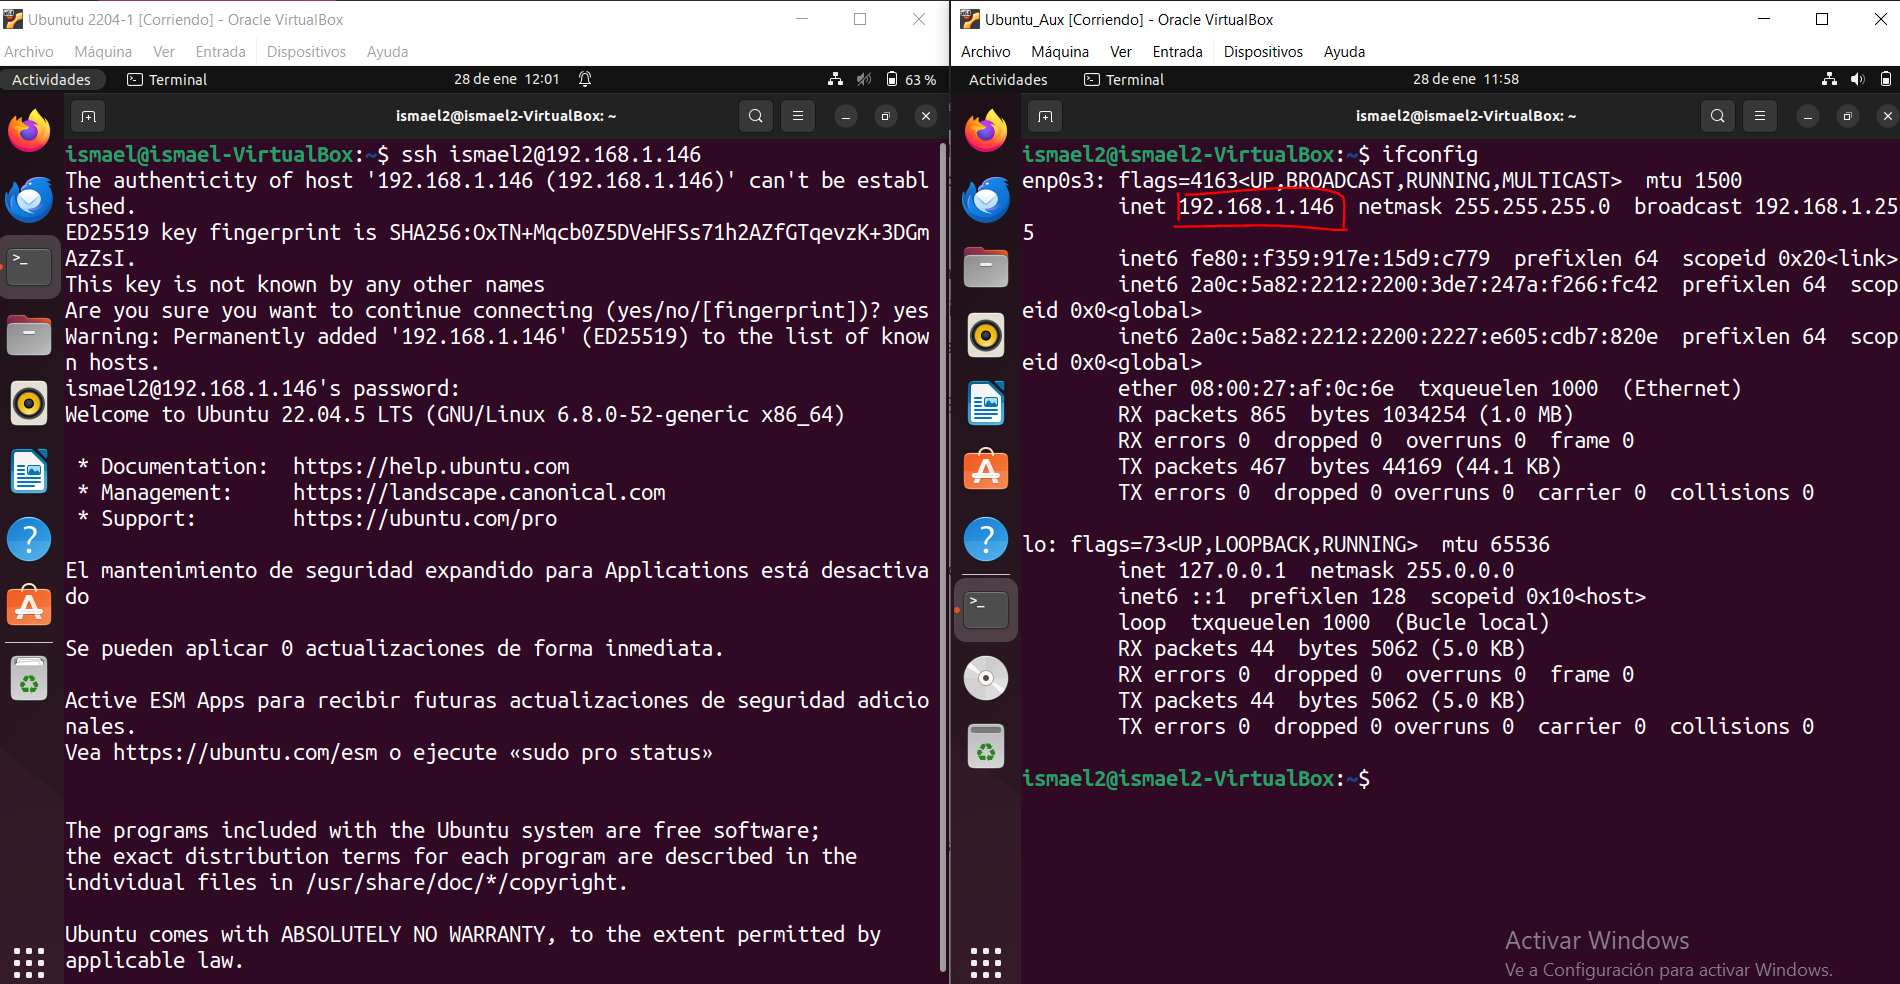 Ubunutu 2204-1 [Corriendo] - Oracle VirtualBox
Archivo Máquina Ver Entrada Dispositivos Ayuda
Actividades Terminal 28 de ene 12:01 63 %
ismael2@ismael2-VirtualBox: ~
ismael@ismael-VirtualBox:~$ ssh ismael2@192.168.1.146
The authenticity of host '192.168.1.146 (192.168.1.146)' can't be establ
ished.
ED25519 key fingerprint is SHA256:OxTN+Mqcb0Z5DVeHFSs71h2AZfGTqevzK+3DGm
AzZsI.
This key is not known by any other names
Are you sure you want to continue connecting (yes/no/[fingerprint])? yes
Warning: Permanently added '192.168.1.146' (ED25519) to the list of know
n hosts.
ismael2@192.168.1.146's password:
Welcome to Ubuntu 22.04.5 LTS (GNU/Linux 6.8.0-52-generic x86_64)
* Documentation: https://help.ubuntu.com
* Management: https://landscape.canonical.com
* Support: https://ubuntu.com/pro
El mantenimiento de seguridad expandido para Applications está desactiva
do
Se pueden aplicar 0 actualizaciones de forma inmediata.
Active ESM Apps para recibir futuras actualizaciones de seguridad adicio
nales.
Vea https://ubuntu.com/esm o ejecute «sudo pro status»
The programs included with the Ubuntu system are free software;
the exact distribution terms for each program are described in the
individual files in /usr/share/doc/*/copyright.
Ubuntu comes with ABSOLUTELY NO WARRANTY, to the extent permitted by
applicable law.
Ubuntu_Aux [Corriendo] - Oracle VirtualBox
Archivo Máquina Ver Entrada Dispositivos Ayuda
Actividades Terminal 28 de ene 11:58
ismael2@ismael2-VirtualBox: ~
ismael2@ismael2-VirtualBox:~$ ifconfig
enp0s3: flags=4163<UP,BROADCAST,RUNNING,MULTICAST> mtu 1500
inet 192.168.1.146 netmask 255.255.255.0 broadcast 192.168.1.25
5
inet6 fe80::f359:917e:15d9:c779 prefixlen 64 scopeid 0x20<link>
inet6 2a0c:5a82:2212:2200:3de7:247a:f266:fc42 prefixlen 64 scop
eid 0x0<global>
inet6 2a0c:5a82:2212:2200:2227:e605:cdb7:820e prefixlen 64 scop
eid 0x0<global>
ether 08:00:27:af:0c:6e txqueuelen 1000 (Ethernet)
RX packets 865 bytes 1034254 (1.0 MB)
RX errors 0 dropped 0 overruns 0 frame 0
TX packets 467 bytes 44169 (44.1 KB)
TX errors 0 dropped 0 overruns 0 carrier 0 collisions 0
lo: flags=73<UP,LOOPBACK,RUNNING> mtu 65536
inet 127.0.0.1 netmask 255.0.0.0
inet6 ::1 prefixlen 128 scopeid 0x10<host>
loop txqueuelen 1000 (Bucle local)
RX packets 44 bytes 5062 (5.0 KB)
RX errors 0 dropped 0 overruns 0 frame 0
TX packets 44 bytes 5062 (5.0 KB)
TX errors 0 dropped 0 overruns 0 carrier 0 collisions 0
ismael2@ismael2-VirtualBox:~$
Activar Windows
Ve a Configuración para activar Windows.